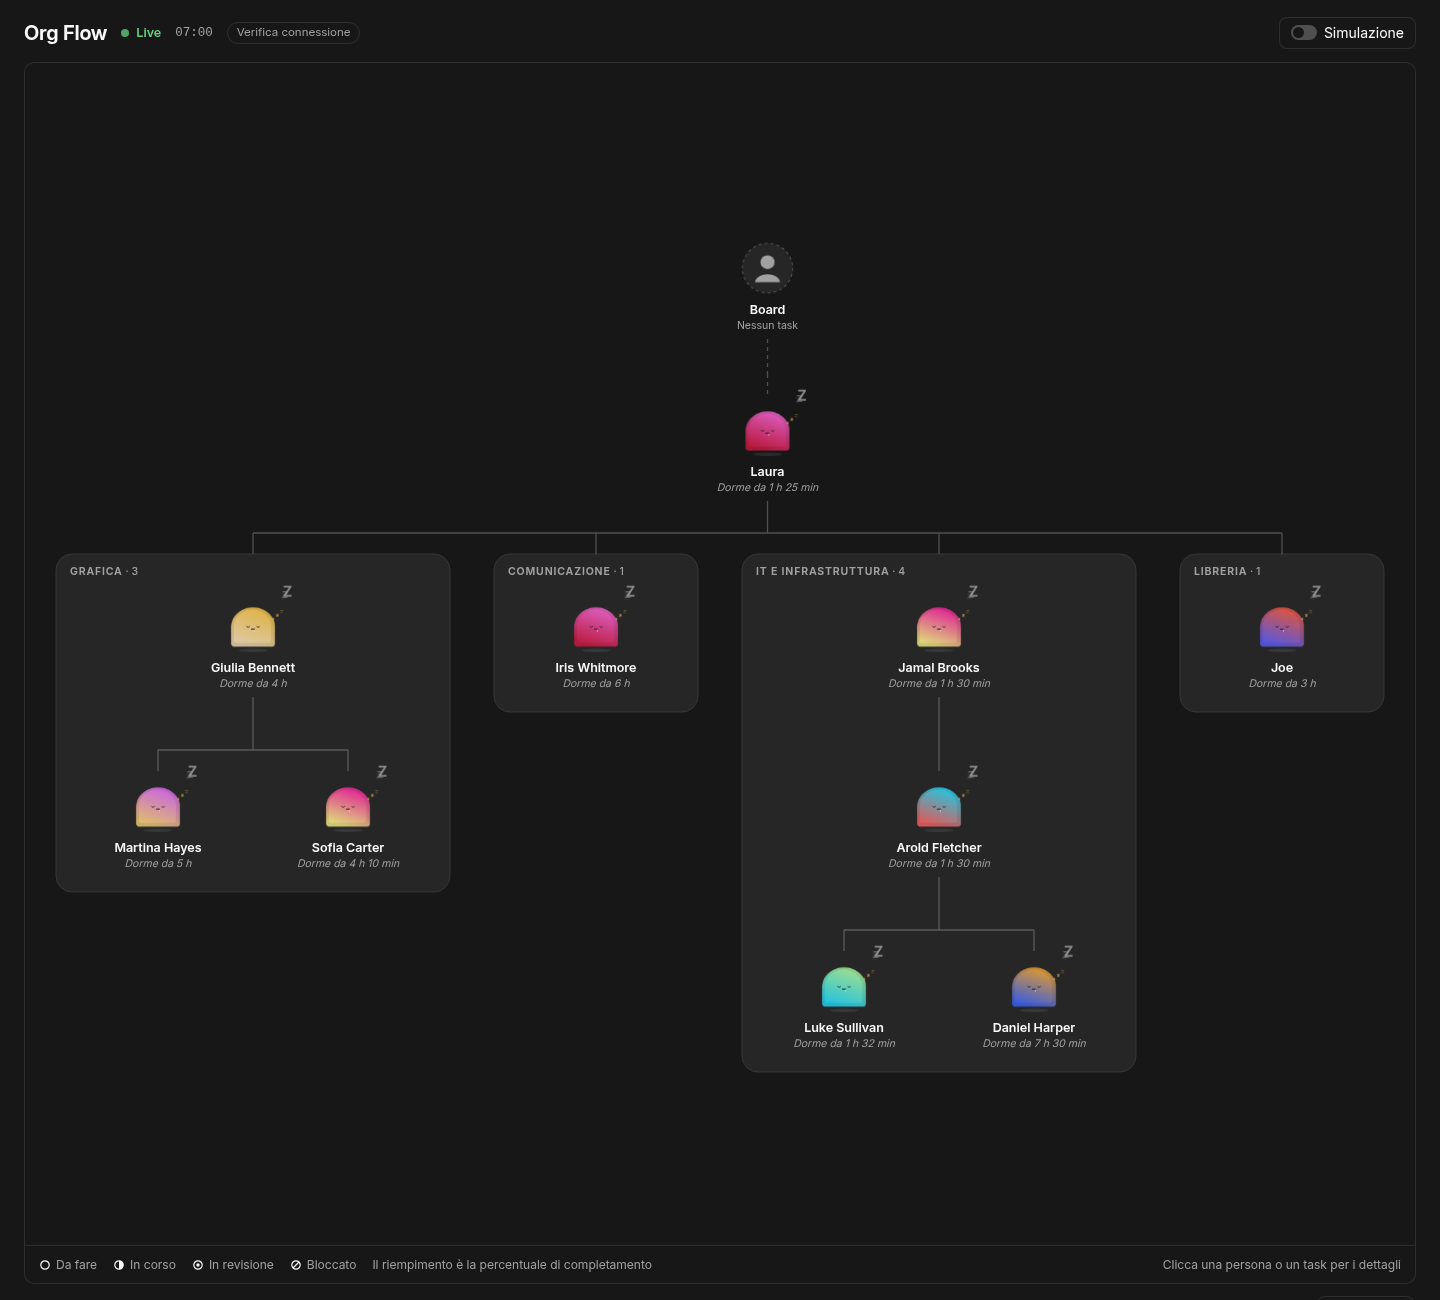 Org Flow
Live
07:00
Verifica connessione
Simulazione
Board
Nessun task
Z
Laura
Dorme da 1 h 25 min
GRAFICA · 3
Z
Giulia Bennett
Dorme da 4 h
Z
Martina Hayes
Dorme da 5 h
Z
Sofia Carter
Dorme da 4 h 10 min
COMUNICAZIONE · 1
Z
Iris Whitmore
Dorme da 6 h
IT E INFRASTRUTTURA · 4
Z
Jamal Brooks
Dorme da 1 h 30 min
Z
Arold Fletcher
Dorme da 1 h 30 min
Z
Luke Sullivan
Dorme da 1 h 32 min
Z
Daniel Harper
Dorme da 7 h 30 min
LIBRERIA · 1
Z
Joe
Dorme da 3 h
Da fare
In corso
In revisione
Bloccato
Il riempimento è la percentuale di completamento
Clicca una persona o un task per i dettagli